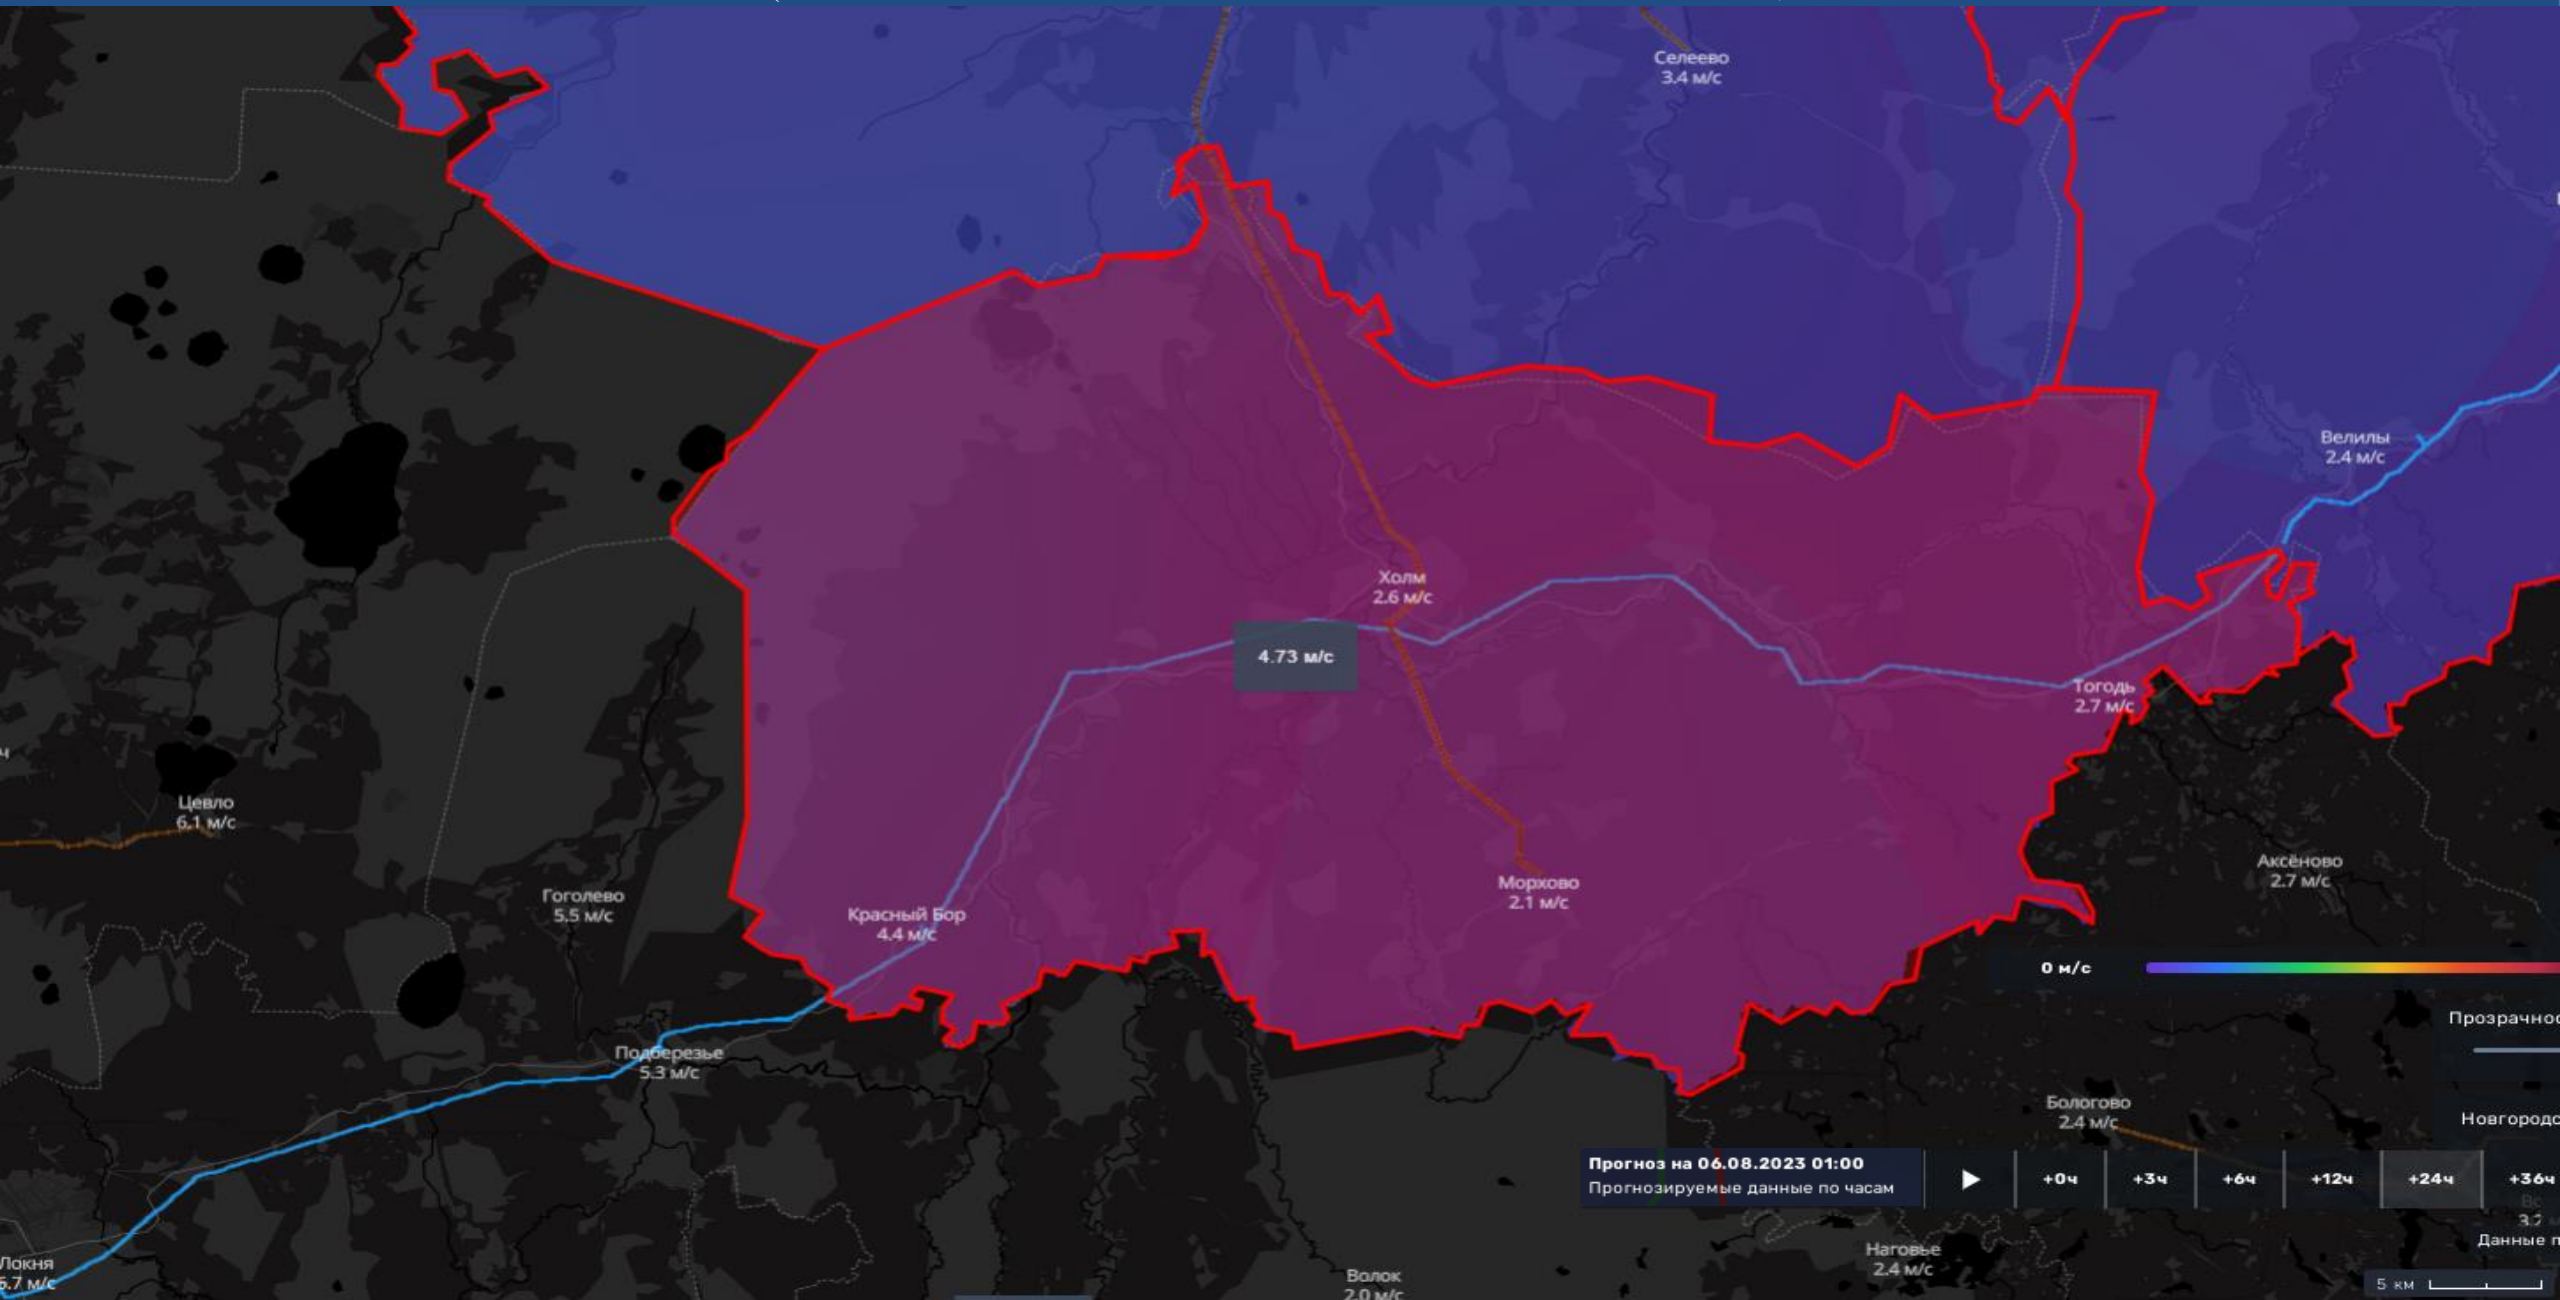 Селеево
3.4 м/с
Велилы
2.4 м/с
Холм
2.6 м/с
4.73 м/с
Тогодь
2.7 м/с
Цевло
6.1 м/с
Гоголево
5.5 м/с
Красный Бор
4.4 м/с
Морхово
2.1 м/с
Аксёново
2.7 м/с
0 м/с
Прозрачнос
Подберезье
5.3 м/с
Бологово
2.4 м/с
Новгородс
Прогноз на 06.08.2023 01:00
Прогнозируемые данные по часам
+0ч
+3ч
+6ч
+12ч
+24ч
+36ч
Данные п
Наговье
2.4 м/с
Локня
Волок
2.0 м/с
5 км